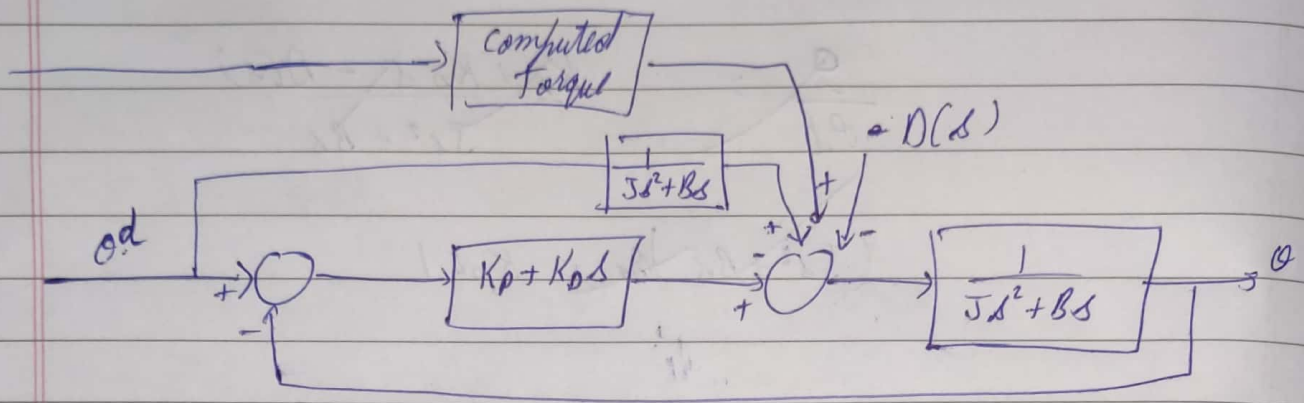 Computed
Torque
- D(s)
1
Js²+Bs
+
+
-
θd
+
-
Kp + KDs
-
+
1
Js² + Bs
θ